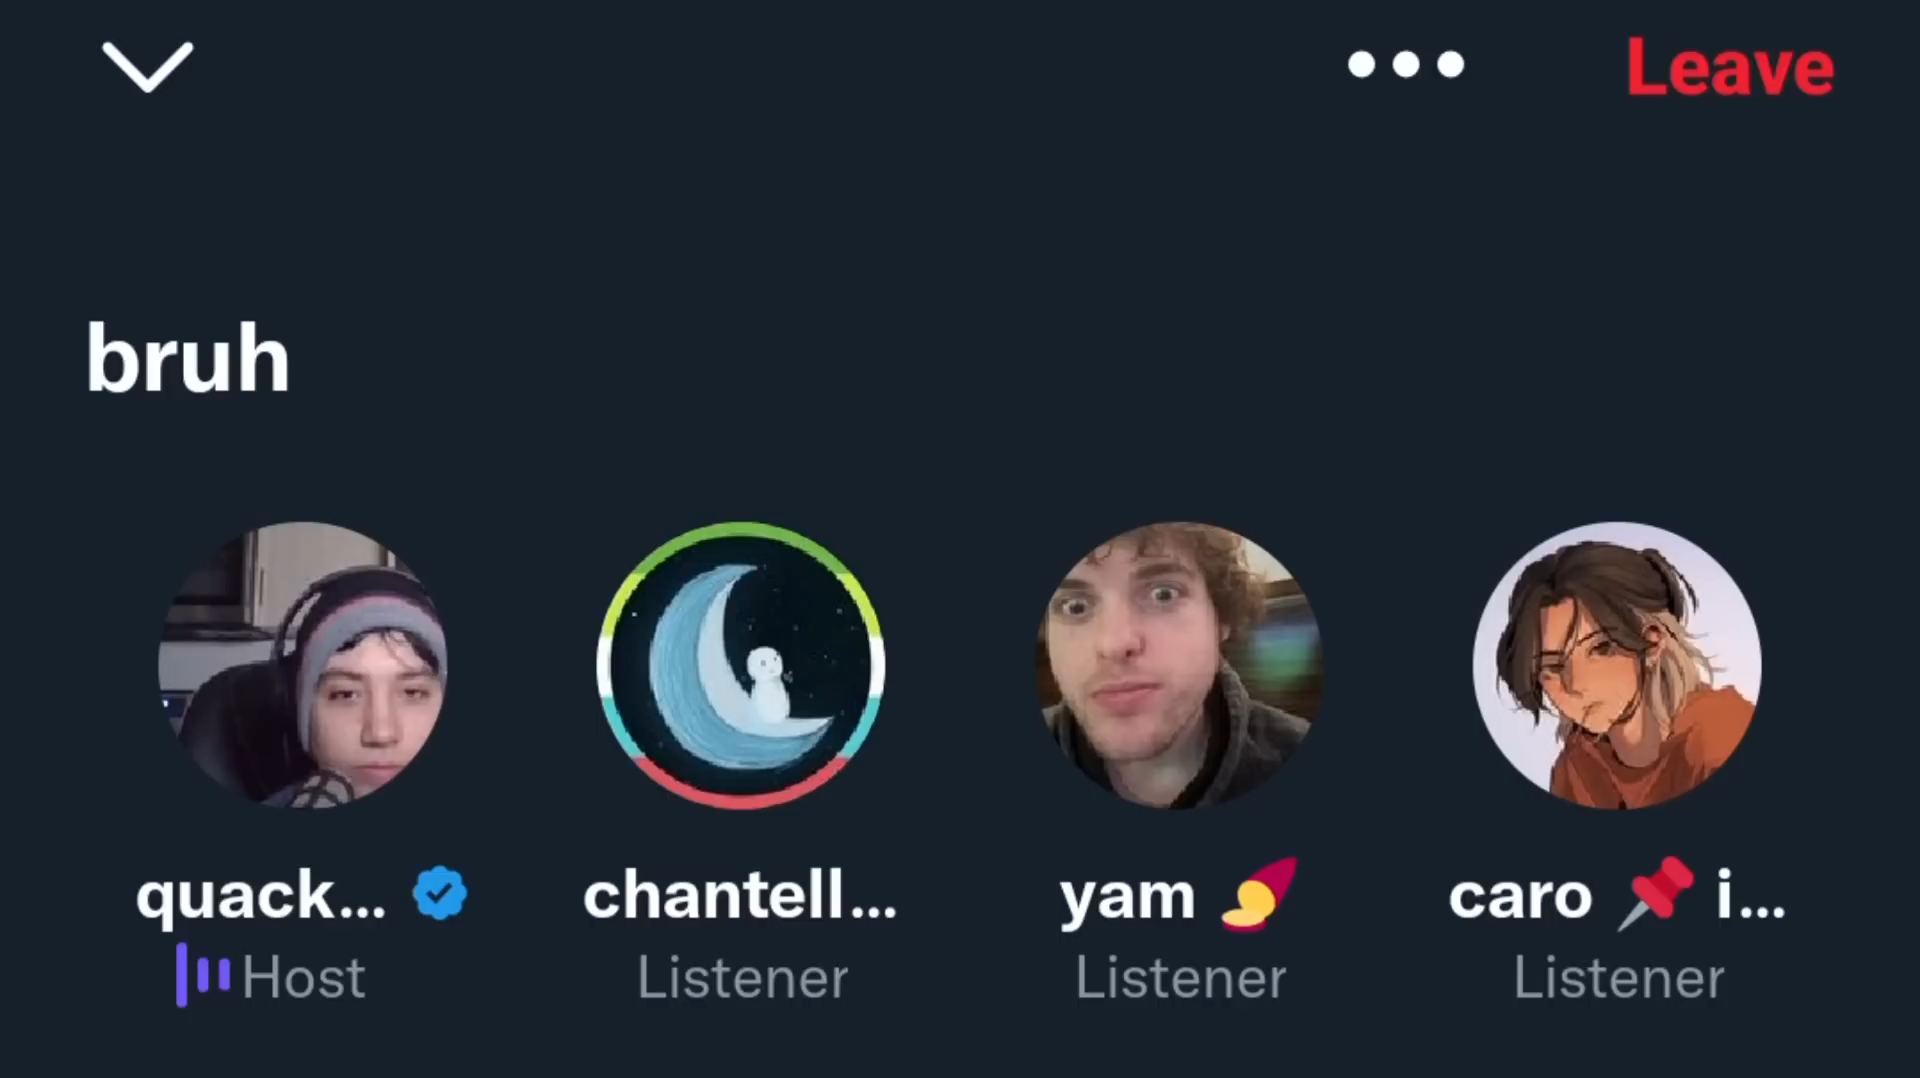 Leave
bruh
quack...
chantell...
yam 🍠
caro 📌 i...
Host
Listener
Listener
Listener